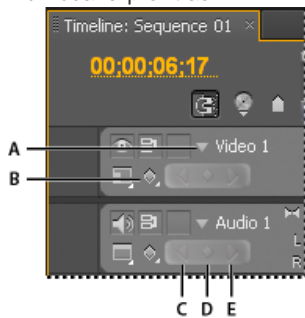 Timeline: Sequence 01 ×
00;00;06;17
A
Video 1
B
Audio 1
L
R
C D E